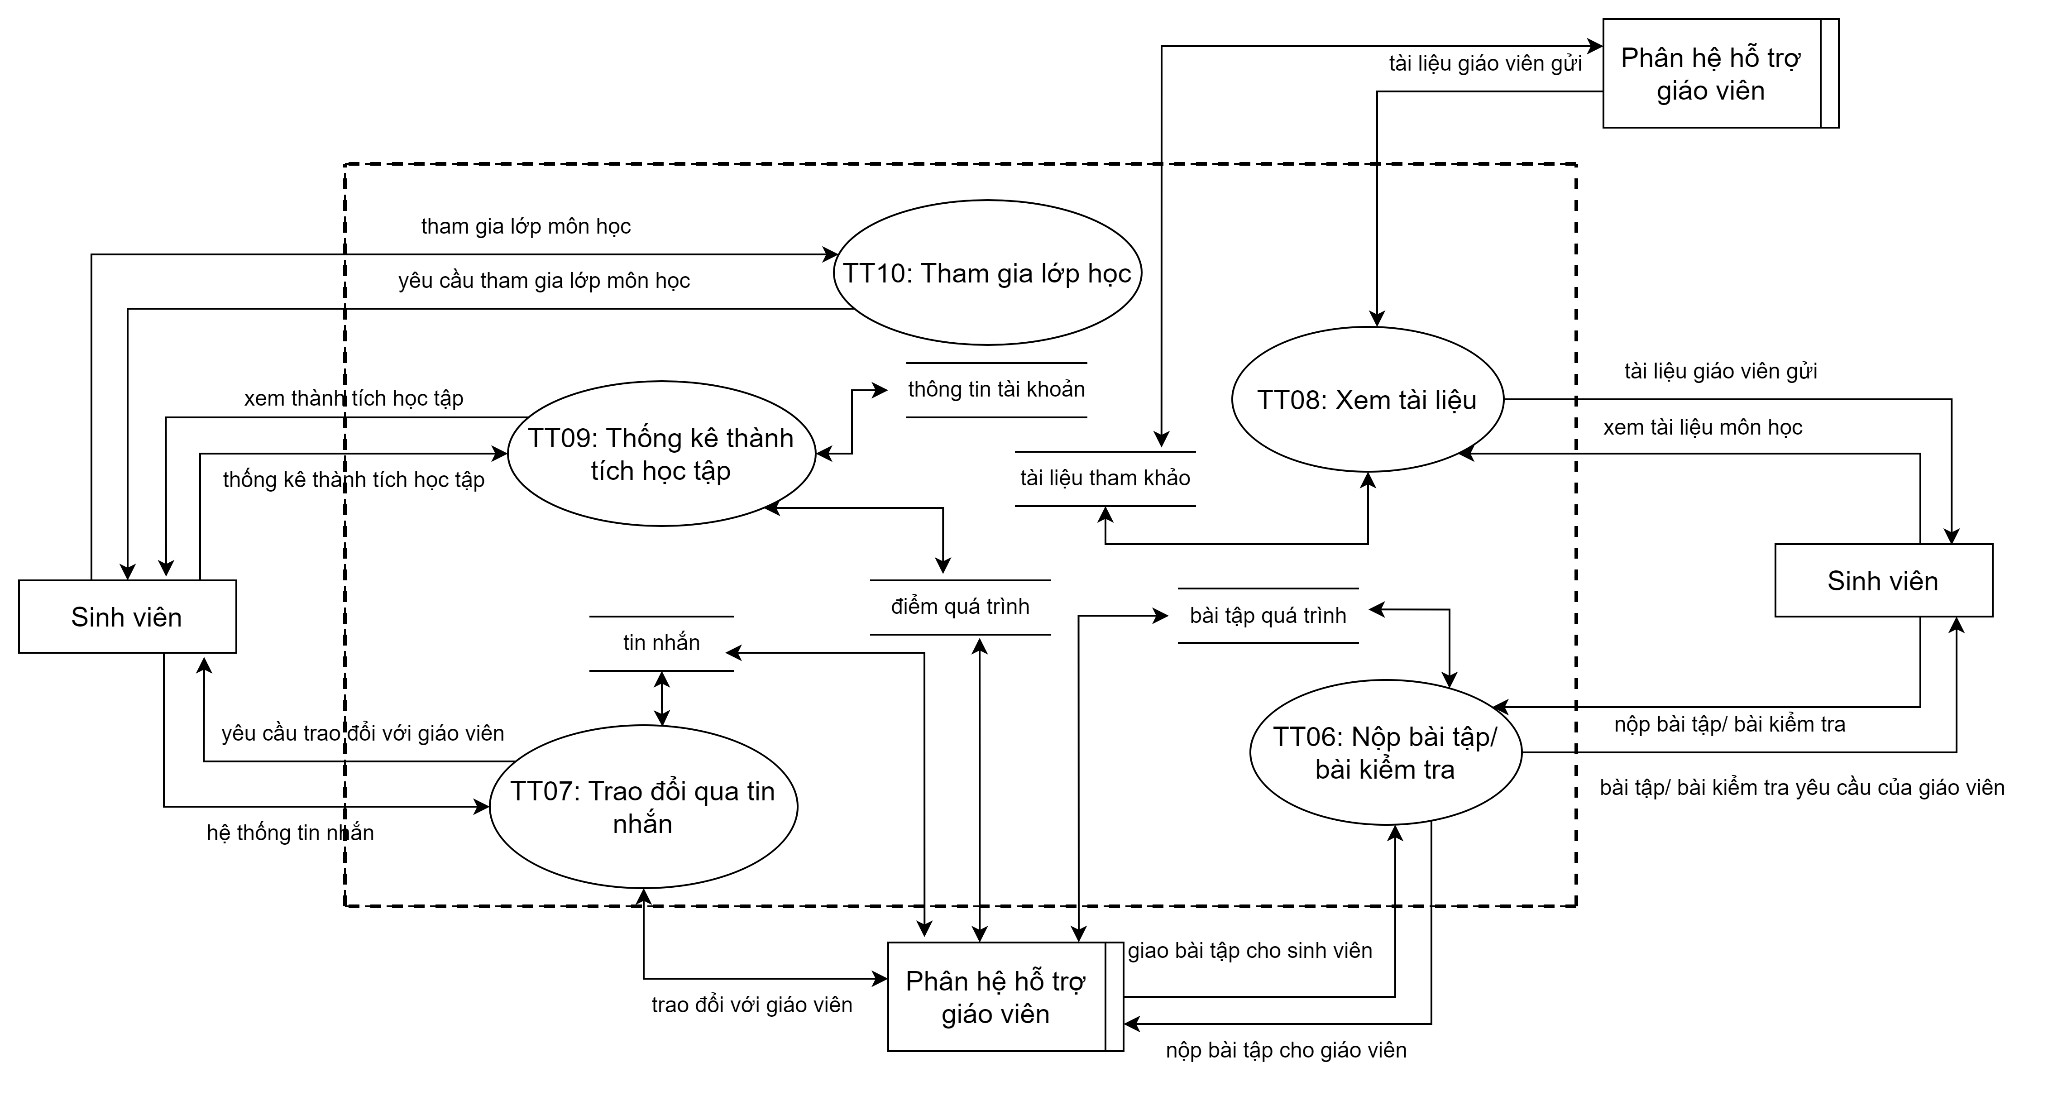 Phân hệ hỗ trợ
giáo viên
tài liệu giáo viên gửi
tham gia lớp môn học
TT10: Tham gia lớp học
yêu cầu tham gia lớp môn học
thông tin tài khoản
xem thành tích học tập
TT09: Thống kê thành
tích học tập
thống kê thành tích học tập
TT08: Xem tài liệu
tài liệu giáo viên gửi
xem tài liệu môn học
tài liệu tham khảo
Sinh viên
Sinh viên
điểm quá trình
bài tập quá trình
tin nhắn
yêu cầu trao đổi với giáo viên
TT07: Trao đổi qua tin
nhắn
hệ thống tin nhắn
TT06: Nộp bài tập/
bài kiểm tra
nộp bài tập/ bài kiểm tra
bài tập/ bài kiểm tra yêu cầu của giáo viên
giao bài tập cho sinh viên
Phân hệ hỗ trợ
giáo viên
trao đổi với giáo viên
nộp bài tập cho giáo viên